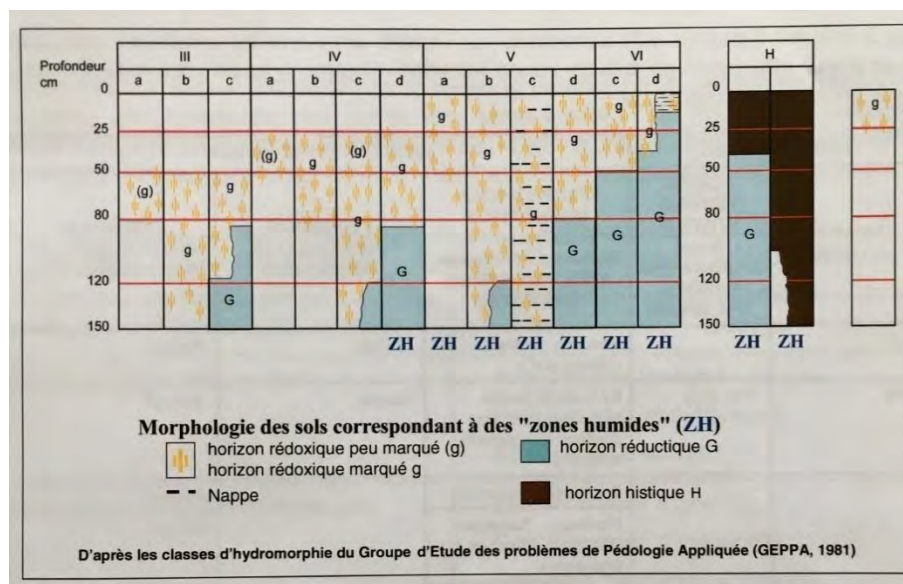 III IV V VI H
Profondeur
cm
a b c a b c d a b c d c d
0 0
25 25
50 50
80 80
120 120
150 150
(g) g g G
(g) g (g) g g G
g g G g g G
g G g G
G
g
ZH ZH ZH ZH ZH ZH ZH ZH
Morphologie des sols correspondant à des "zones humides" (ZH)
horizon rédoxique peu marqué (g) horizon réductique G
horizon rédoxique marqué g
Nappe horizon histique H
D'après les classes d'hydromorphie du Groupe d'Etude des problèmes de Pédologie Appliquée (GEPPA, 1981)